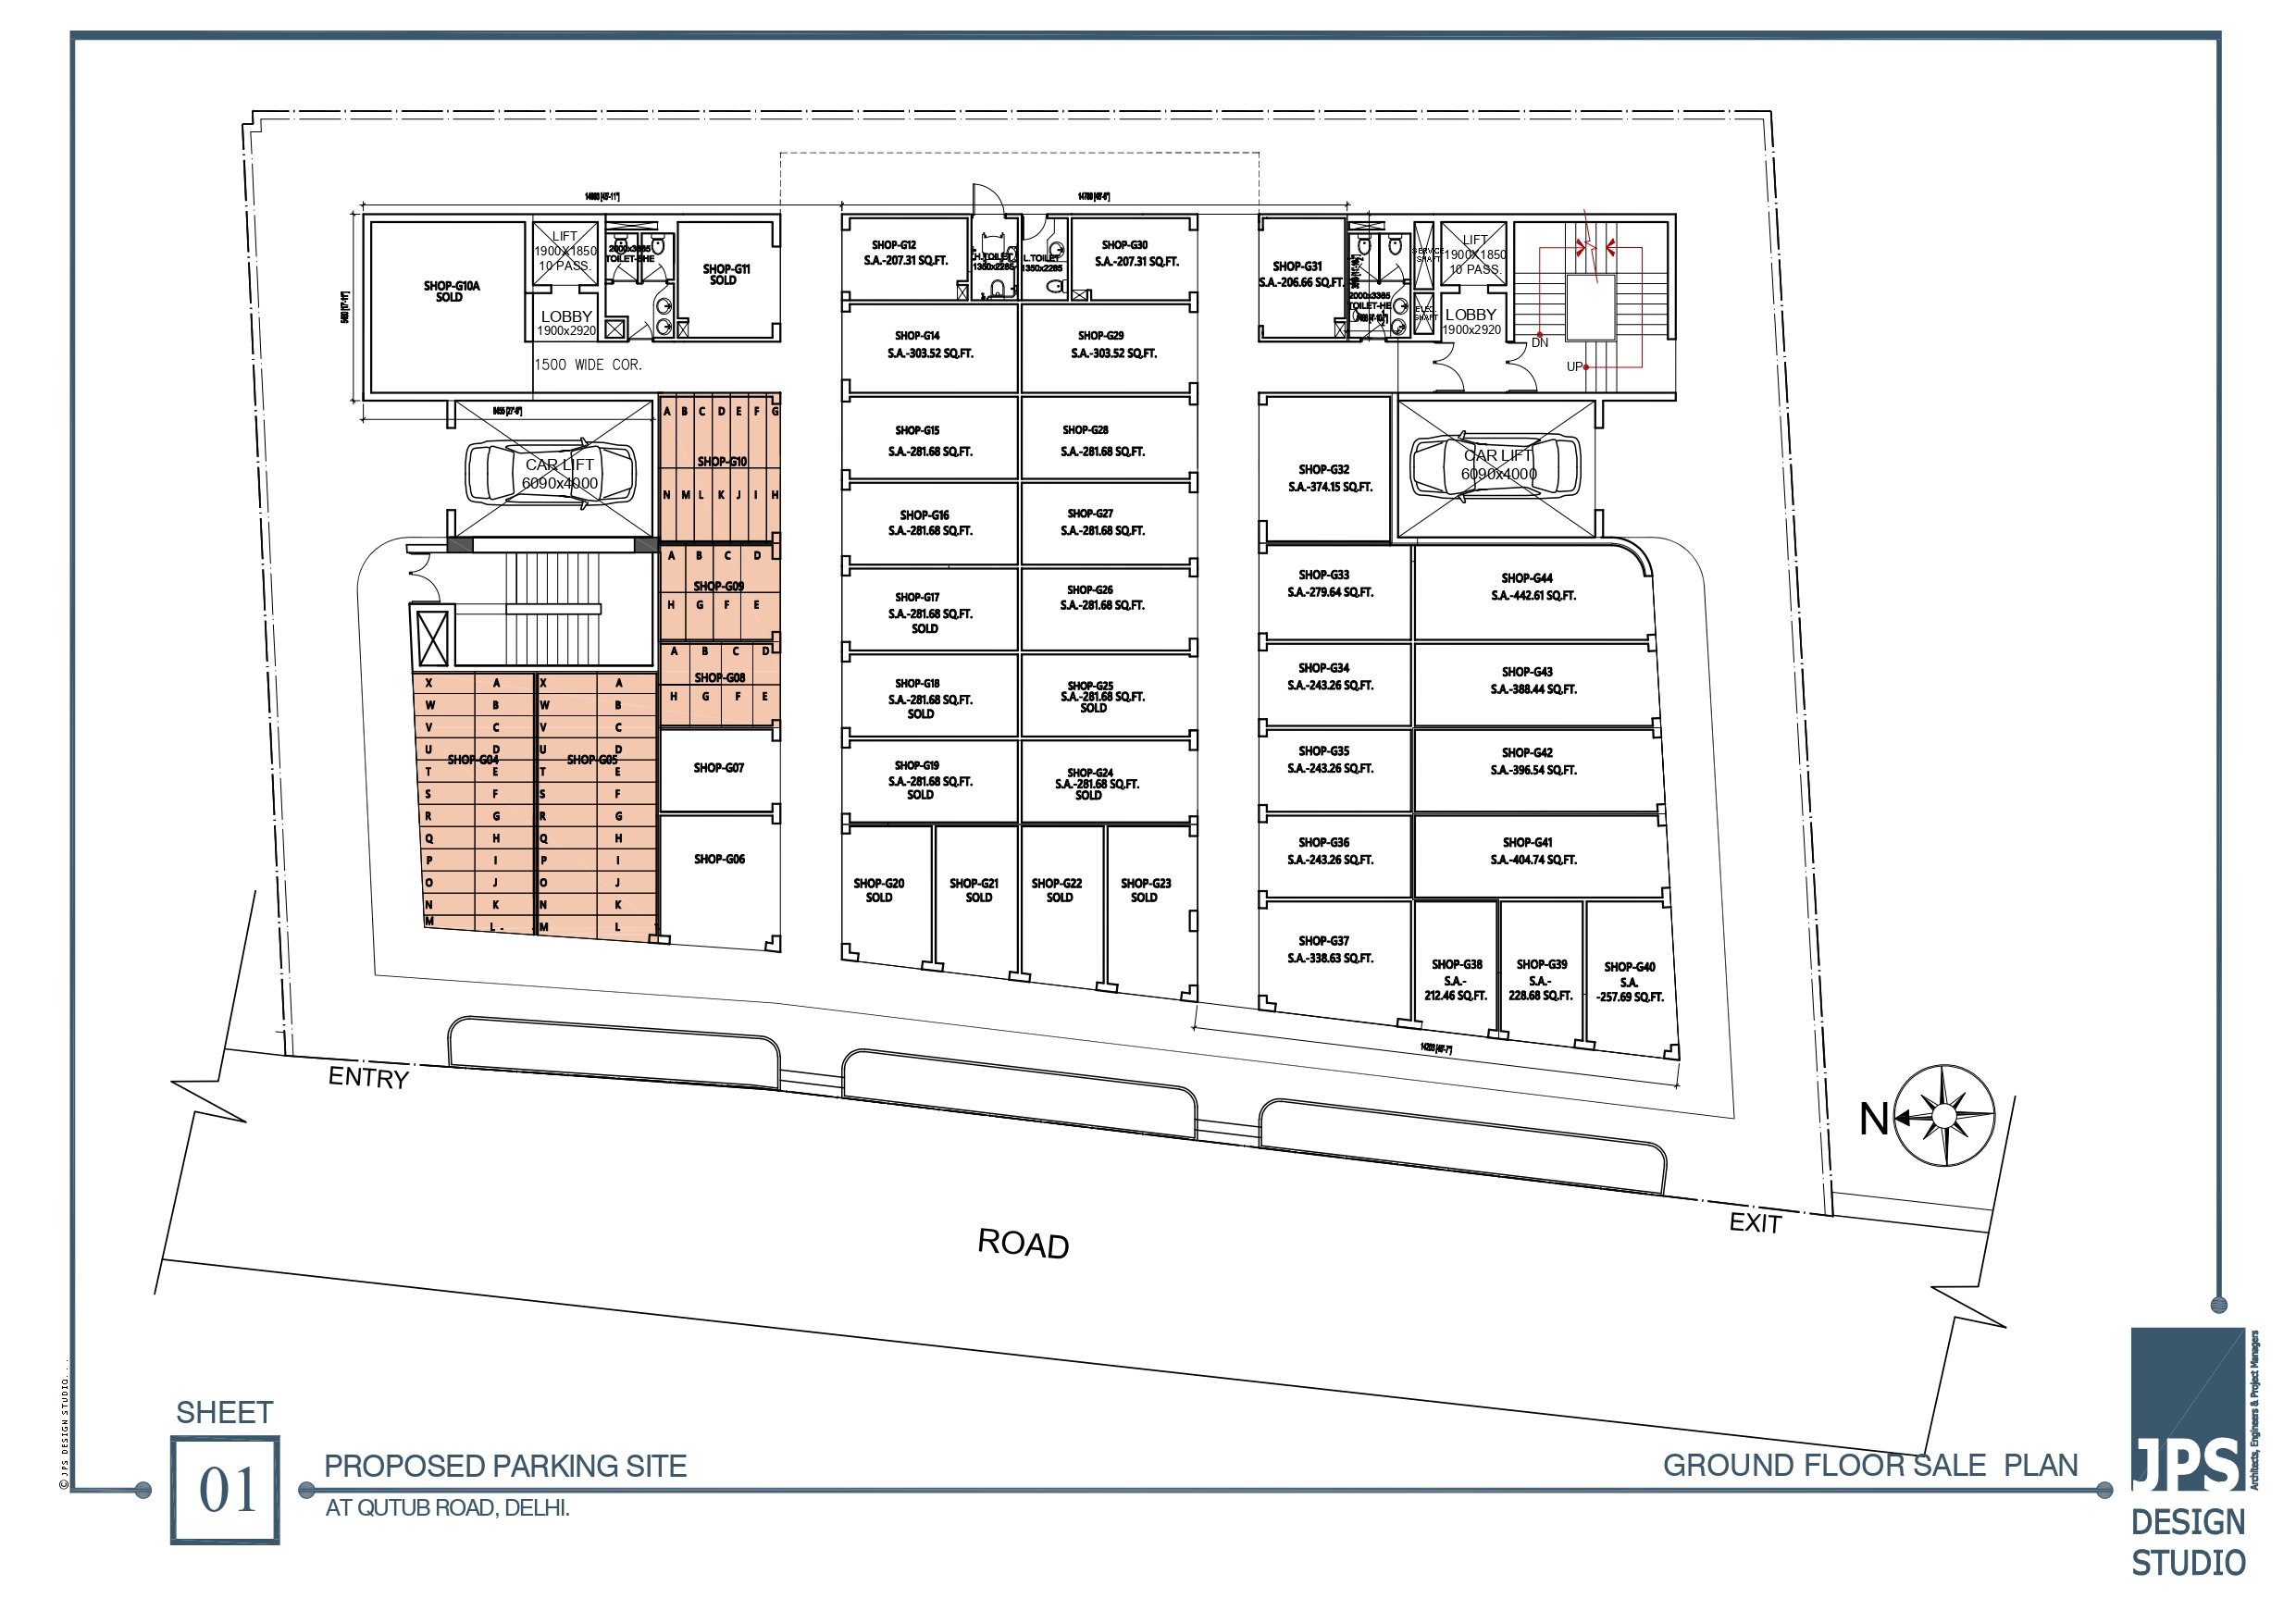 14980 [49'-11"]
SHOP-G10A
SOLD
LIFT
1900X1850
10 PASS.
LOBBY
1900x2920
2000x3385
TOILET-SHE
SHOP-G11
SOLD
1500 WIDE COR.
SHOP-G12
S.A.-207.31 SQ.FT.
H.TOILET
1350x2285
L.TOILET
1350x2285
SHOP-G30
S.A.-207.31 SQ.FT.
SHOP-G31
S.A.-206.66 SQ.FT.
2000x3385
TOILET-HE
SERVICE
SHAFT
ELEC.
SHAFT
LIFT
1900X1850
10 PASS.
LOBBY
1900x2920
DN
UP
SHOP-G14
S.A.-303.52 SQ.FT.
SHOP-G29
S.A.-303.52 SQ.FT.
CAR LIFT
6090x4000
A B C D E F G
SHOP-G10
N M L K J I H
SHOP-G15
S.A.-281.68 SQ.FT.
SHOP-G28
S.A.-281.68 SQ.FT.
SHOP-G32
S.A.-374.15 SQ.FT.
CAR LIFT
6090x4000
SHOP-G16
S.A.-281.68 SQ.FT.
SHOP-G27
S.A.-281.68 SQ.FT.
A B C D
SHOP-G09
H G F E
SHOP-G17
S.A.-281.68 SQ.FT.
SOLD
SHOP-G26
S.A.-281.68 SQ.FT.
SHOP-G33
S.A.-279.64 SQ.FT.
SHOP-G44
S.A.-442.61 SQ.FT.
A B C D
SHOP-G08
H G F E
SHOP-G18
S.A.-281.68 SQ.FT.
SOLD
SHOP-G25
S.A.-281.68 SQ.FT.
SOLD
SHOP-G34
S.A.-243.26 SQ.FT.
SHOP-G43
S.A.-388.44 SQ.FT.
X A X A
W B W B
V C V C
U D U D
SHOP-G04 SHOP-G05
T E T E
S F S F
R G R G
Q H Q H
P I P I
O J O J
N K N K
M L M L
SHOP-G07
SHOP-G06
SHOP-G19
S.A.-281.68 SQ.FT.
SOLD
SHOP-G24
S.A.-281.68 SQ.FT.
SOLD
SHOP-G35
S.A.-243.26 SQ.FT.
SHOP-G42
S.A.-396.54 SQ.FT.
SHOP-G36
S.A.-243.26 SQ.FT.
SHOP-G41
S.A.-404.74 SQ.FT.
SHOP-G20
SOLD
SHOP-G21
SOLD
SHOP-G22
SOLD
SHOP-G23
SOLD
SHOP-G37
S.A.-338.63 SQ.FT.
SHOP-G38
S.A.-
212.46 SQ.FT.
SHOP-G39
S.A.-
228.68 SQ.FT.
SHOP-G40
S.A.
-257.69 SQ.FT.
ENTRY
EXIT
ROAD
N
© JPS DESIGN STUDIO. . .
SHEET
01
PROPOSED PARKING SITE
AT QUTUB ROAD, DELHI.
GROUND FLOOR SALE PLAN
JPS
DESIGN
STUDIO
Architects, Engineers & Project Managers